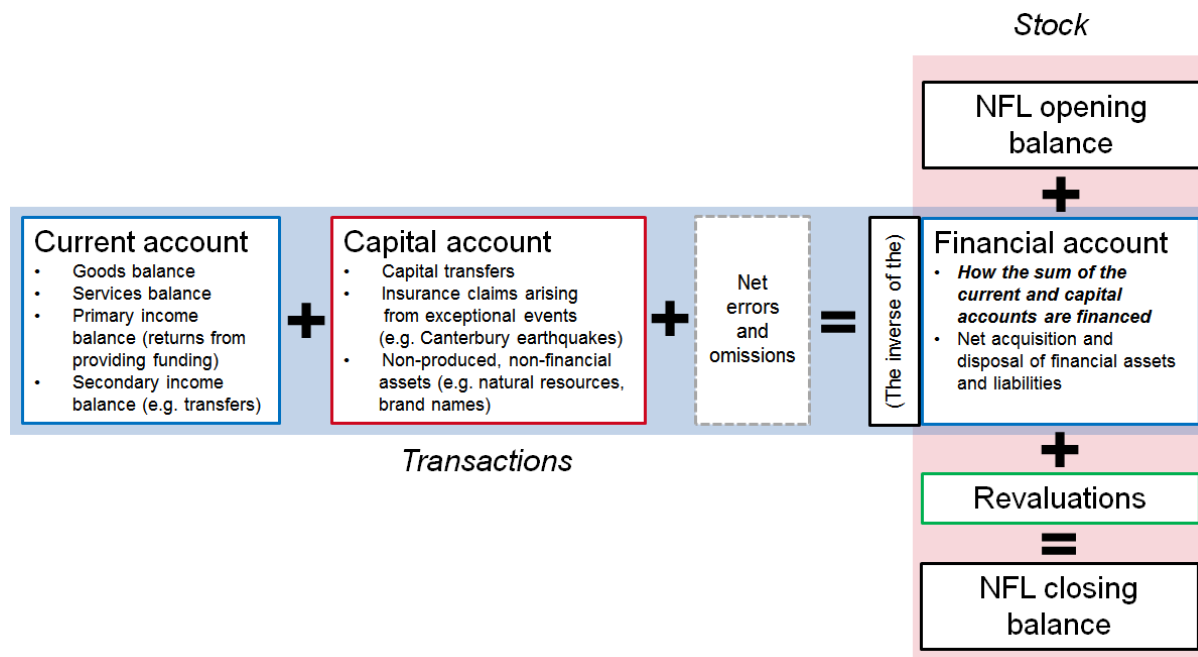 Stock
NFL opening
balance
+
Current account
• Goods balance
• Services balance
• Primary income
balance (returns from
providing funding)
• Secondary income
balance (e.g. transfers)
+
Capital account
• Capital transfers
• Insurance claims arising
from exceptional events
(e.g. Canterbury earthquakes)
• Non-produced, non-financial
assets (e.g. natural resources,
brand names)
+
Net
errors
and
omissions
=
(The inverse of the)
Financial account
• How the sum of the
current and capital
accounts are financed
• Net acquisition and
disposal of financial assets
and liabilities
Transactions
+
Revaluations
=
NFL closing
balance